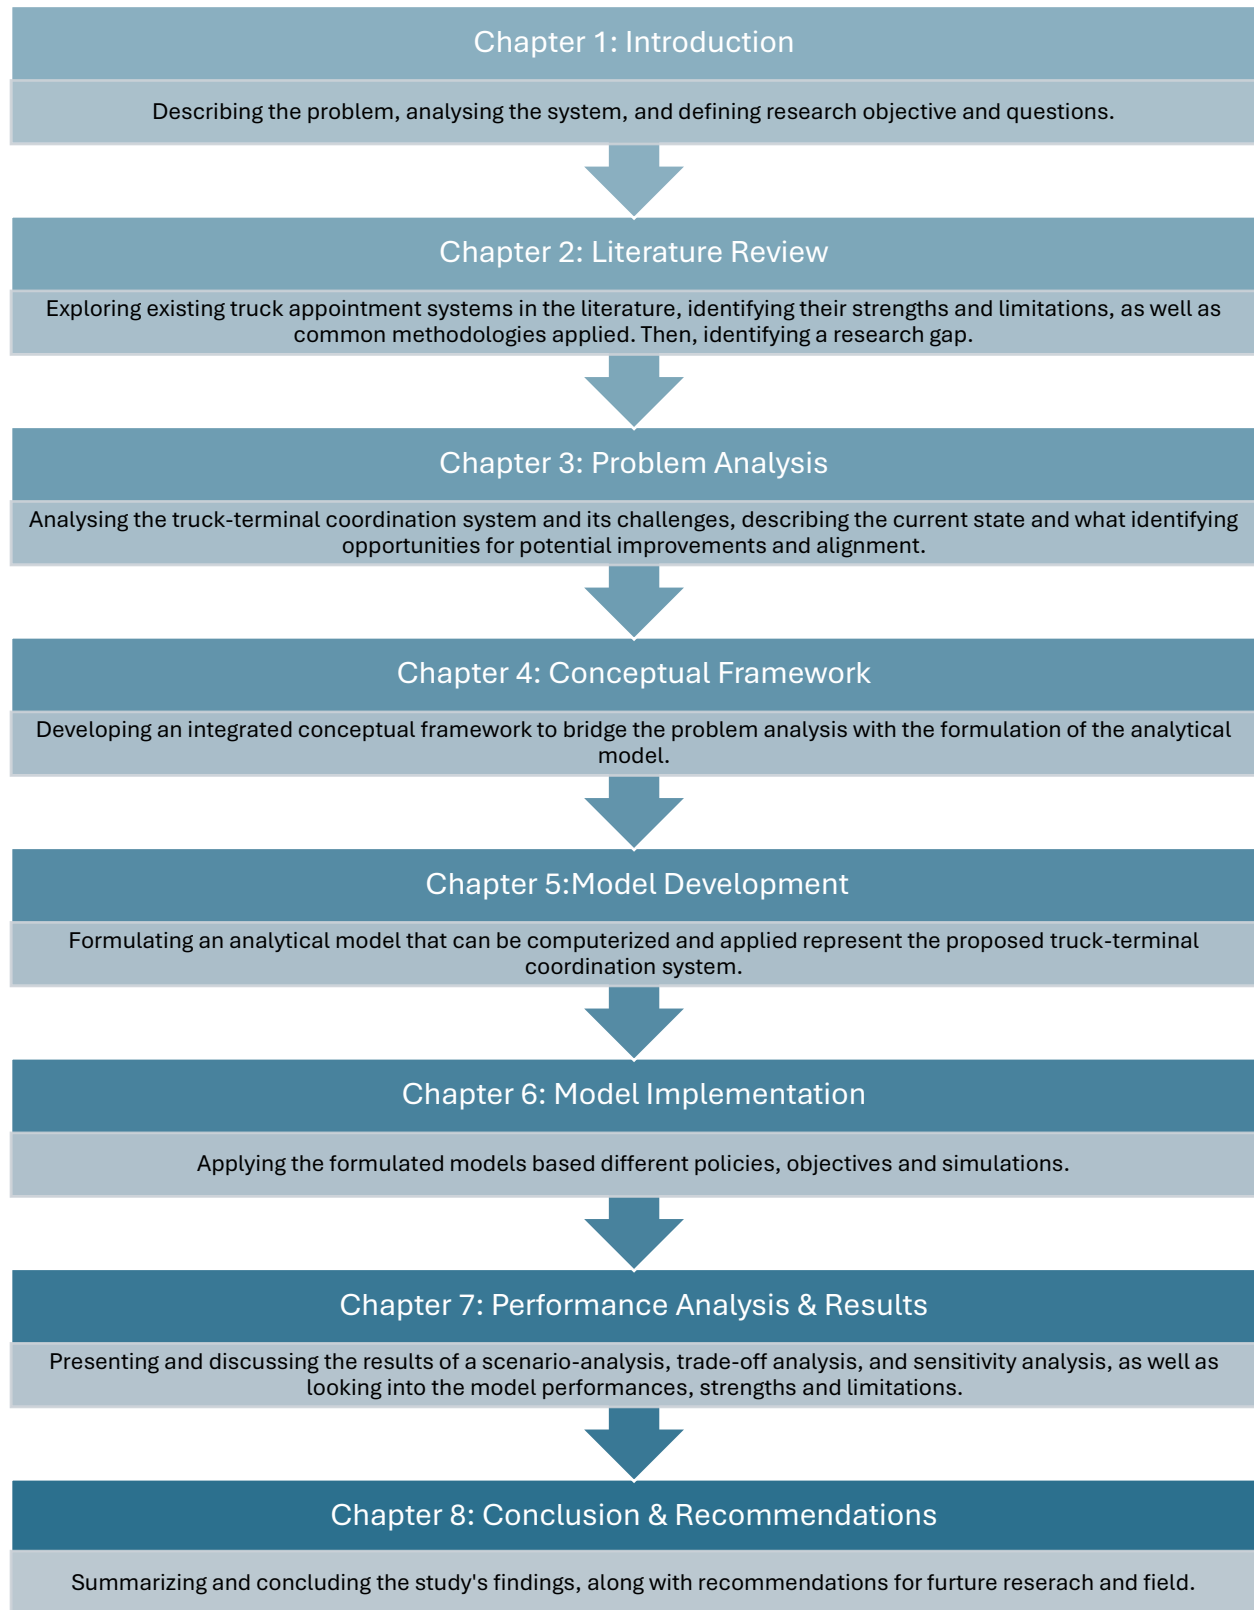 Chapter 1: Introduction
Describing the problem, analysing the system, and defining research objective and questions.
Chapter 2: Literature Review
Exploring existing truck appointment systems in the literature, identifying their strengths and limitations, as well as
common methodologies applied. Then, identifying a research gap.
Chapter 3: Problem Analysis
Analysing the truck-terminal coordination system and its challenges, describing the current state and what identifying
opportunities for potential improvements and alignment.
Chapter 4: Conceptual Framework
Developing an integrated conceptual framework to bridge the problem analysis with the formulation of the analytical
model.
Chapter 5:Model Development
Formulating an analytical model that can be computerized and applied represent the proposed truck-terminal
coordination system.
Chapter 6: Model Implementation
Applying the formulated models based different policies, objectives and simulations.
Chapter 7: Performance Analysis & Results
Presenting and discussing the results of a scenario-analysis, trade-off analysis, and sensitivity analysis, as well as
looking into the model performances, strengths and limitations.
Chapter 8: Conclusion & Recommendations
Summarizing and concluding the study's findings, along with recommendations for furture reserach and field.